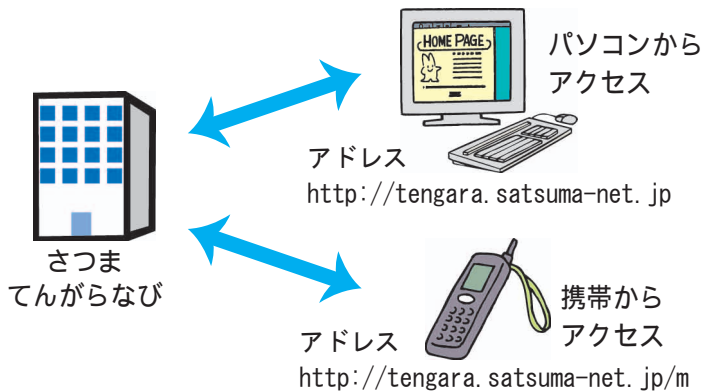 HOME PAGE
パソコンから
アクセス
アドレス
http://tengara.satsuma-net.jp
さつま
てんがらなび
携帯から
アクセス
アドレス
http://tengara.satsuma-net.jp/m